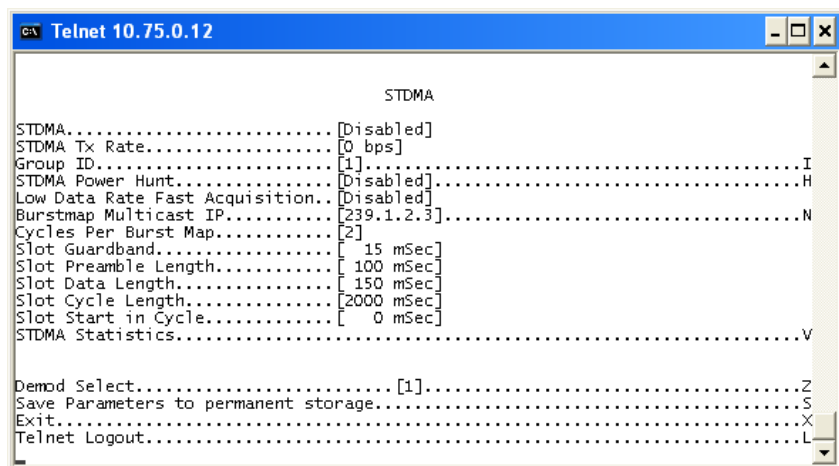 Telnet 10.75.0.12
STDMA
STDMA..........................[Disabled]
STDMA Tx Rate...................[0 bps]
Group ID........................[1].............................................I
STDMA Power Hunt................[Disabled]......................................H
Low Data Rate Fast Acquisition..[Disabled]
Burstmap Multicast IP...........[239.1.2.3].....................................N
Cycles Per Burst Map............[2]
Slot Guardband..................[  15 mSec]
Slot Preamble Length............[ 100 mSec]
Slot Data Length................[ 150 mSec]
Slot Cycle Length...............[2000 mSec]
Slot Start in Cycle.............[   0 mSec]
STDMA Statistics................................................................V
Demod Select..........................[1].......................................Z
Save Parameters to permanent storage............................................S
Exit............................................................................X
Telnet Logout...................................................................L